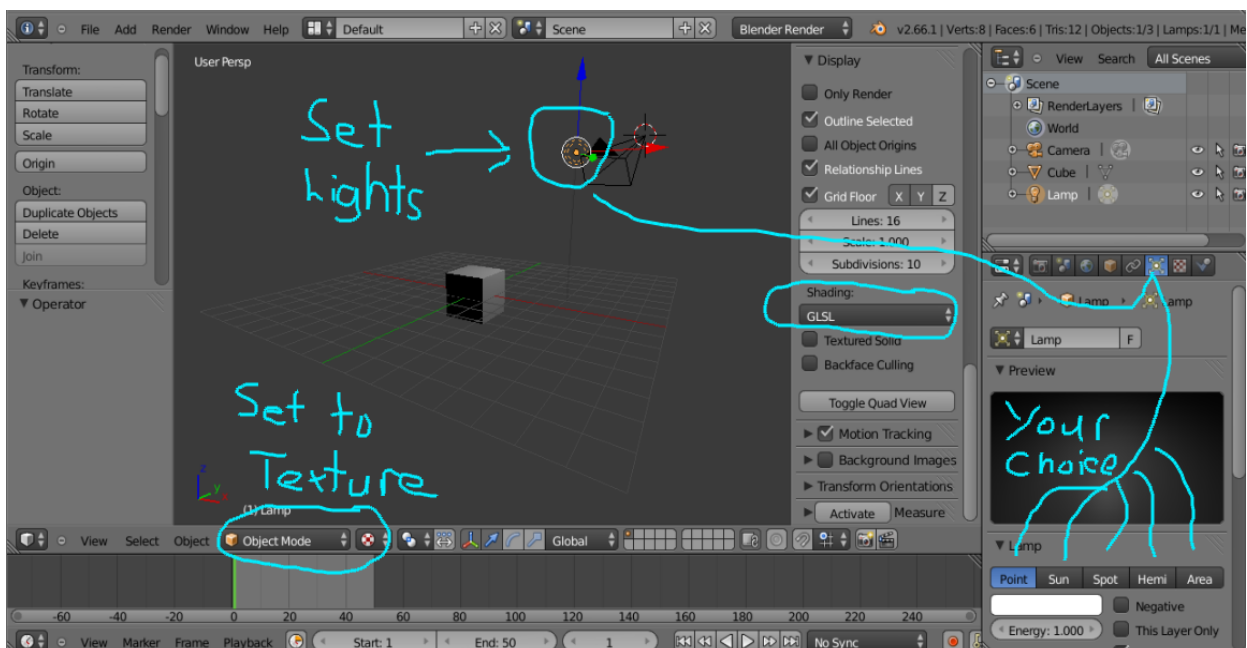 File Add Render Window Help Default Scene Blender Render v2.66.1 | Verts:8 | Faces:6 | Tris:12 | Objects:1/3 | Lamps:1/1 | Me
Transform:
Translate
Rotate
Scale
Origin
Object:
Duplicate Objects
Delete
Join
Keyframes:
Operator
User Persp
Set
Lights
Set to
Texture
z
y
x
(1) Lamp
Display
Only Render
Outline Selected
All Object Origins
Relationship Lines
Grid Floor X Y Z
Lines: 16
Scale: 1.000
Subdivisions: 10
Shading:
GLSL
Textured Solid
Backface Culling
Toggle Quad View
Motion Tracking
Background Images
Transform Orientations
Activate Measure
View Search All Scenes
Scene
RenderLayers |
World
Camera |
Cube |
Lamp |
Lamp Lamp
Lamp F
Preview
Your
Choice
Lamp
Point Sun Spot Hemi Area
Negative
Energy: 1.000 This Layer Only
View Select Object Object Mode Global
-60 -40 -20 0 20 40 60 80 100 120 140 160 180 200 220 240
View Marker Frame Playback Start: 1 End: 50 1 No Sync